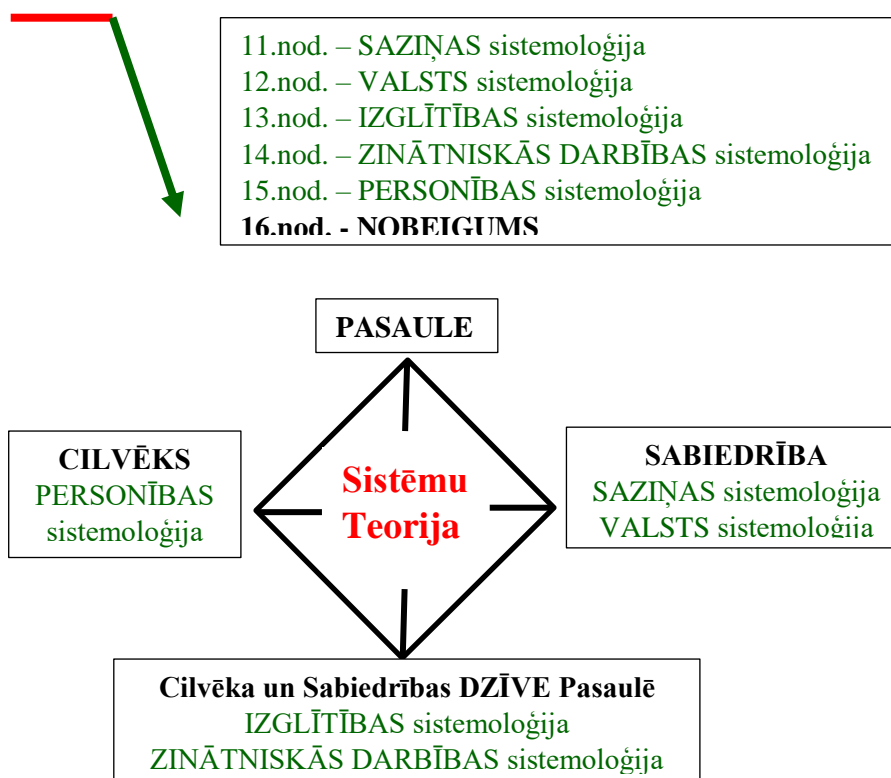 11.nod. – SAZIŅAS sistemoloģija
12.nod. – VALSTS sistemoloģija
13.nod. – IZGLĪTĪBAS sistemoloģija
14.nod. – ZINĀTNISKĀS DARBĪBAS sistemoloģija
15.nod. – PERSONĪBAS sistemoloģija
16.nod. - NOBEIGUMS
PASAULE
CILVĒKS
PERSONĪBAS
sistemoloģija
Sistēmu
Teorija
SABIEDRĪBA
SAZIŅAS sistemoloģija
VALSTS sistemoloģija
Cilvēka un Sabiedrības DZĪVE Pasaulē
IZGLĪTĪBAS sistemoloģija
ZINĀTNISKĀS DARBĪBAS sistemoloģija